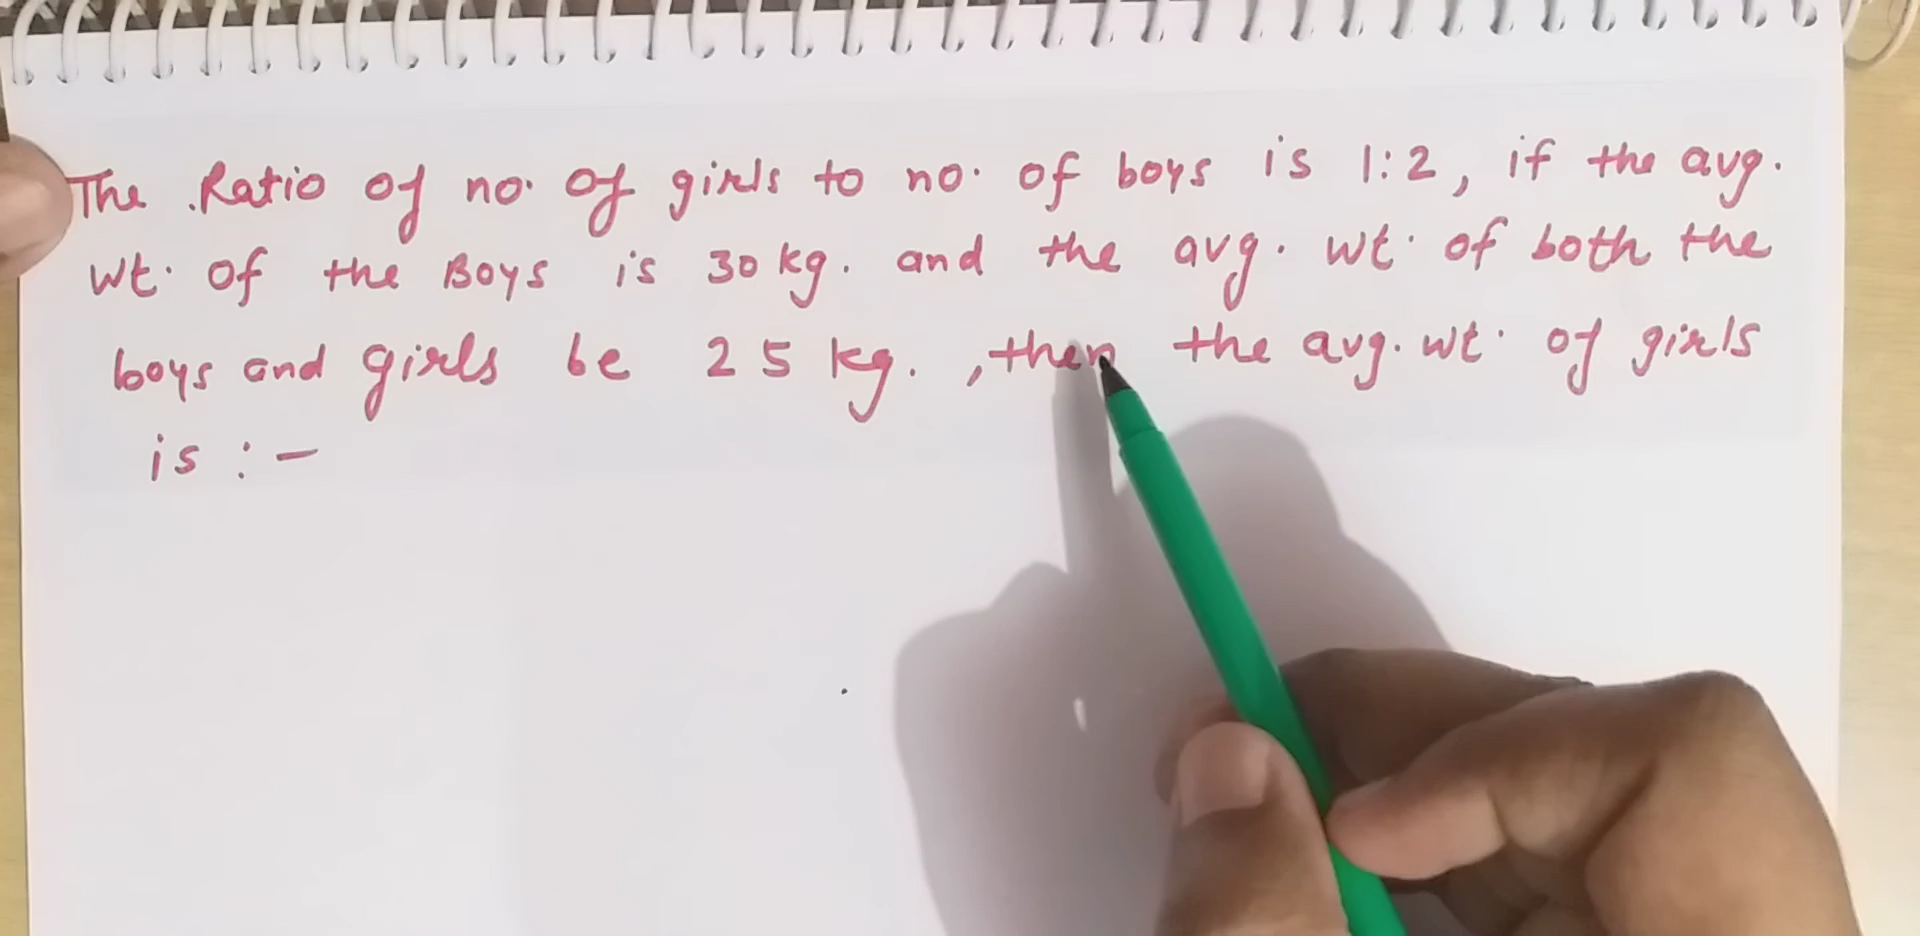 The Ratio of no. of girls to no. of boys is 1:2, if the avg.
wt. of the Boys is 30 kg. and the avg. wt. of both the
boys and girls be 25 kg. , then the avg. wt. of girls
is :-